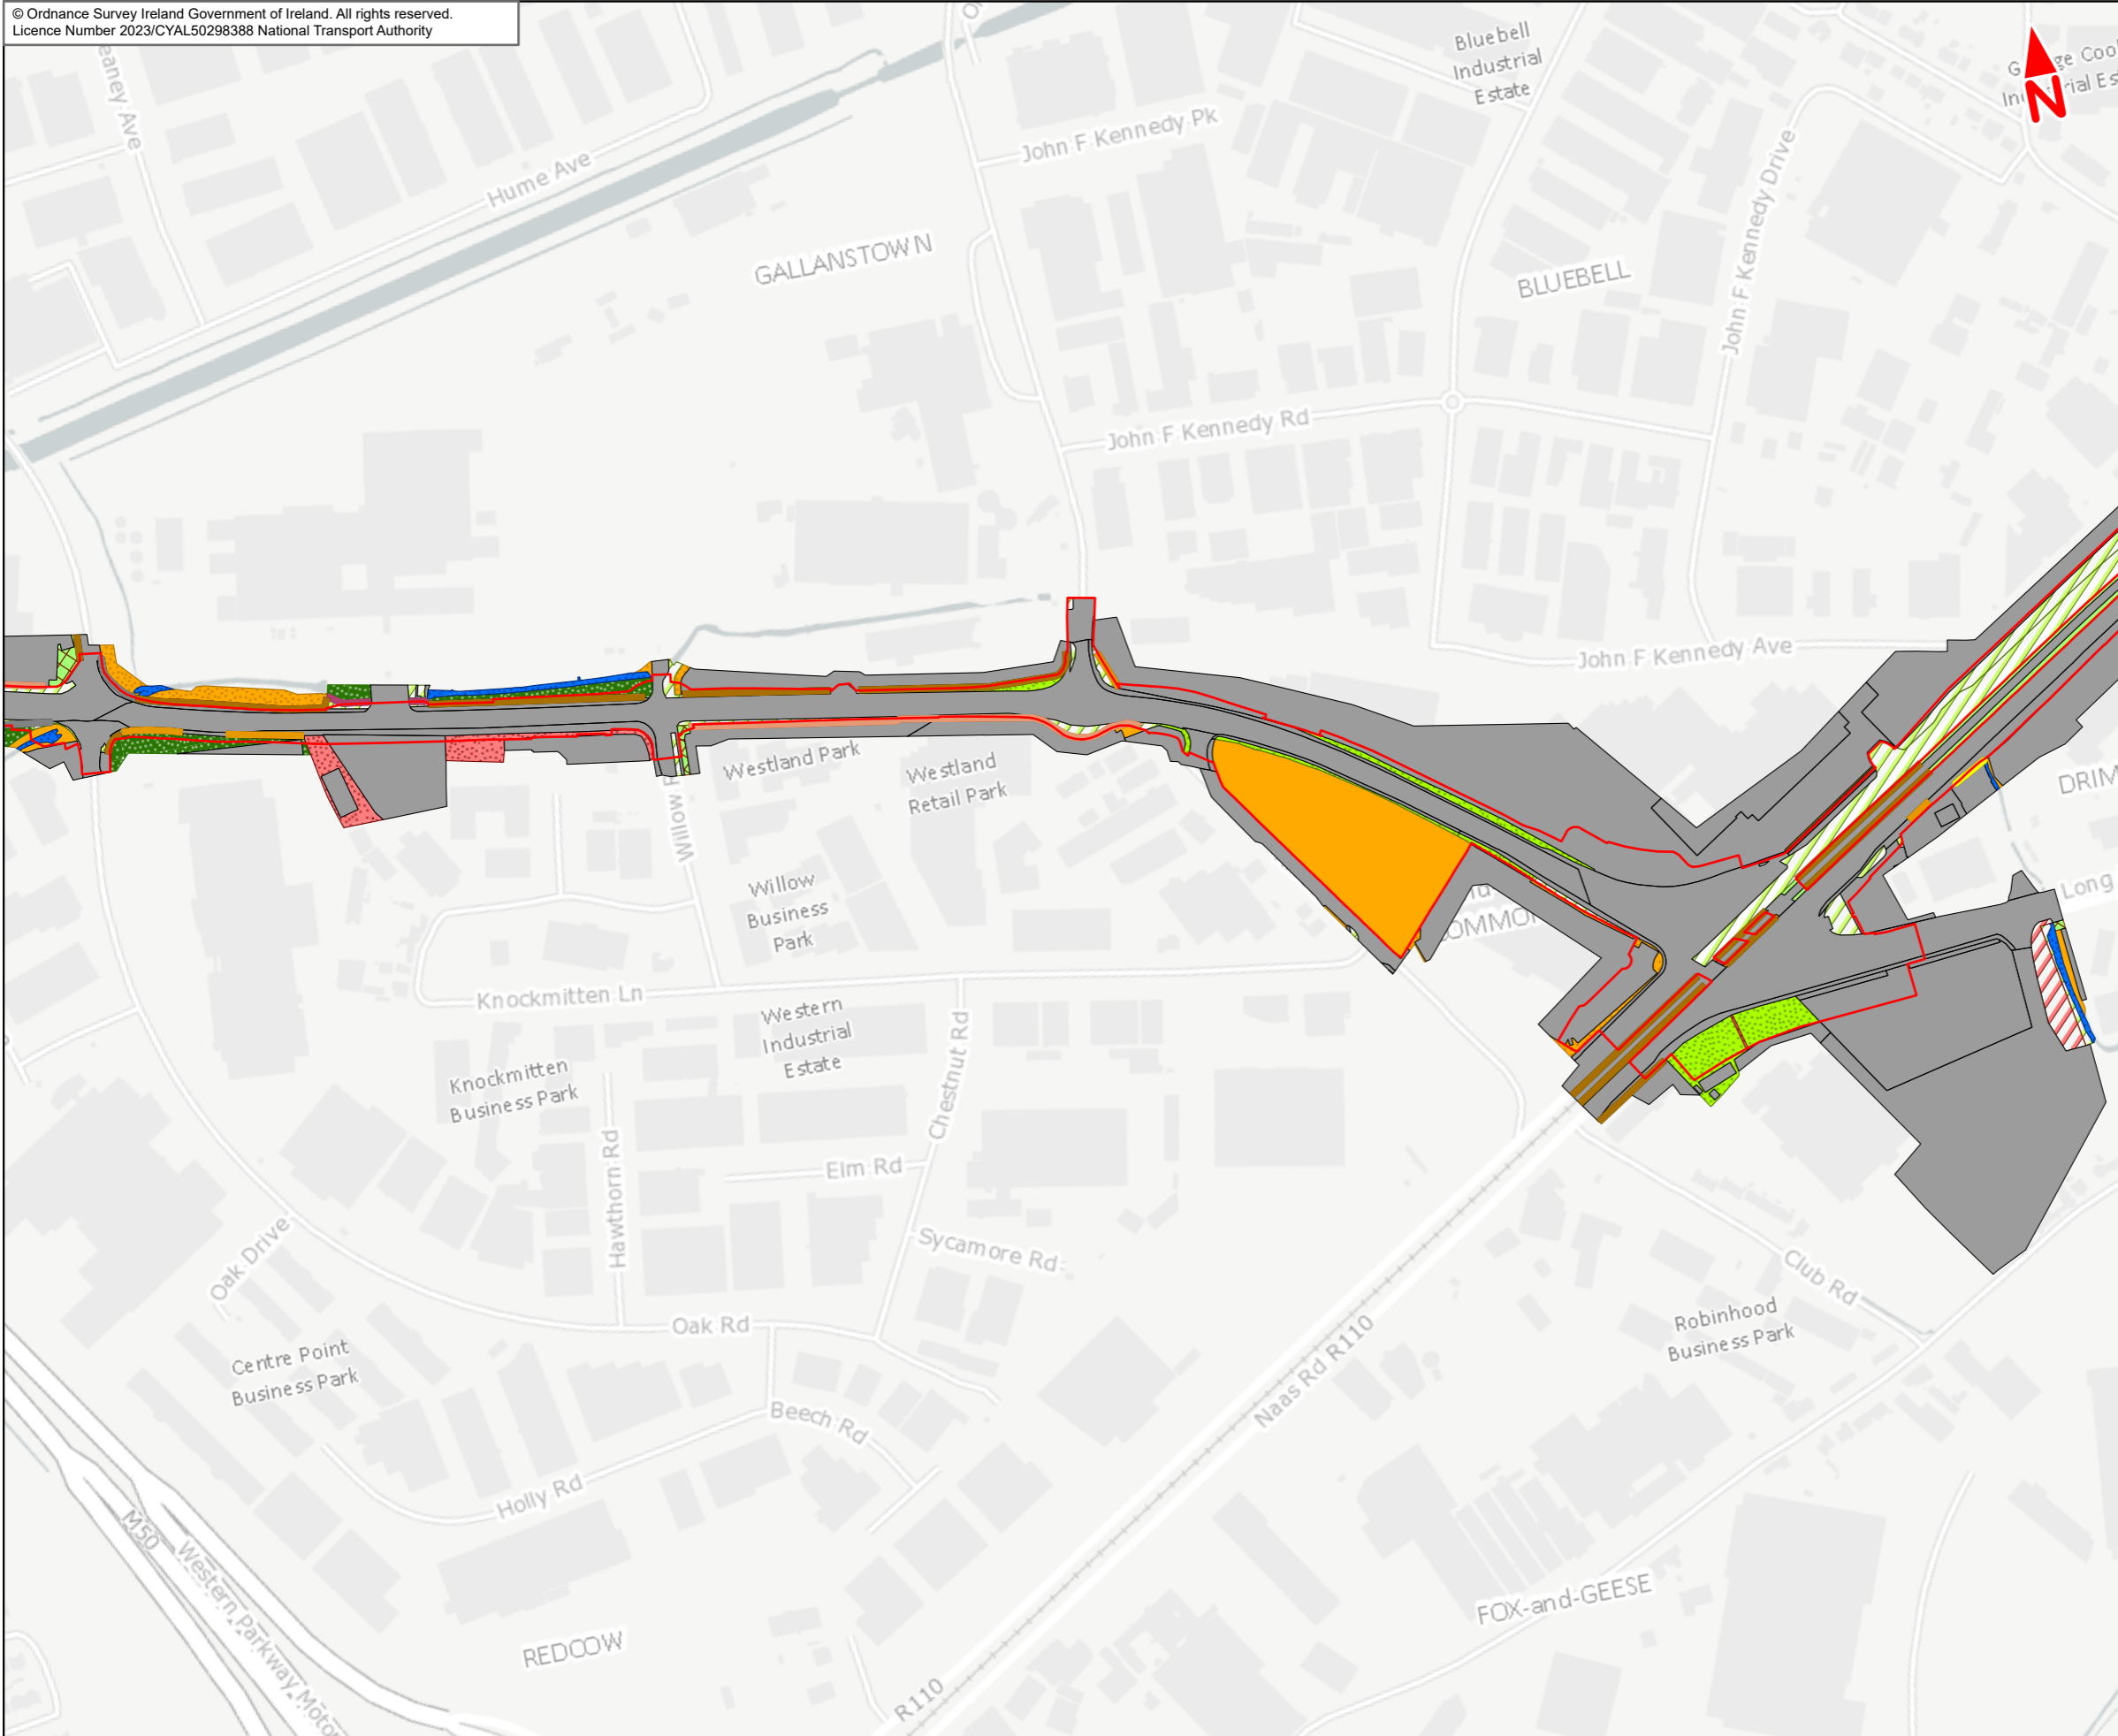 © Ordnance Survey Ireland Government of Ireland. All rights reserved.
Licence Number 2023/CYAL50298388 National Transport Authority
N
Bluebell
Industrial
Estate
Hume Ave
John F Kennedy Pk
John F Kennedy Drive
GALLANSTOWN
BLUEBELL
John F Kennedy Rd
John F Kennedy Ave
Westland Park
Westland
Retail Park
Willow
Willow
Business
Park
Long
Knockmitten Ln
Western
Industrial
Estate
Chestnut Rd
Knockmitten
Business Park
Hawthorn Rd
Elm Rd
Sycamore Rd
Oak Drive
Oak Rd
Club Rd
Robinhood
Business Park
Centre Point
Business Park
Naas Rd R110
Beech Rd
Holly Rd
M50
Western Parkway
FOX-and-GEESE
REDCOW
R110